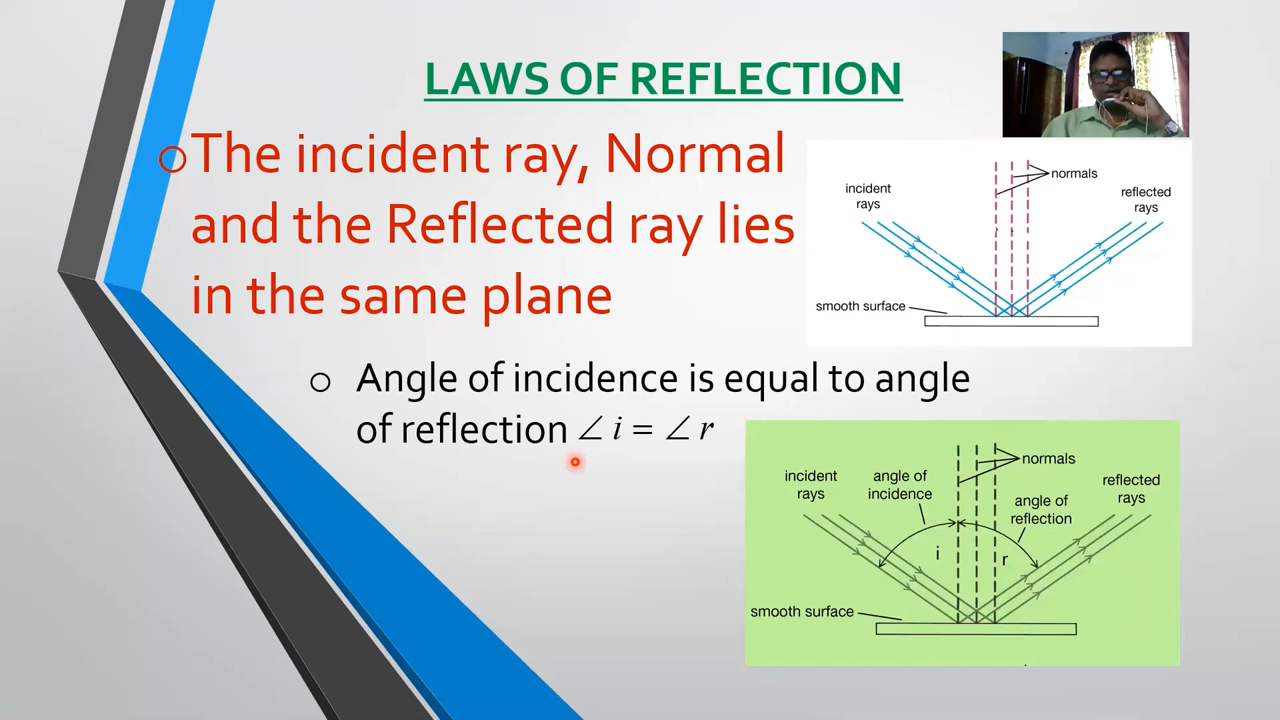 LAWS OF REFLECTION
○The incident ray, Normal
and the Reflected ray lies
in the same plane
○ Angle of incidence is equal to angle
of reflection ∠ i = ∠ r
normals
incident
rays
reflected
rays
smooth surface
normals
incident
rays
angle of
incidence
angle of
reflection
reflected
rays
i
r
smooth surface